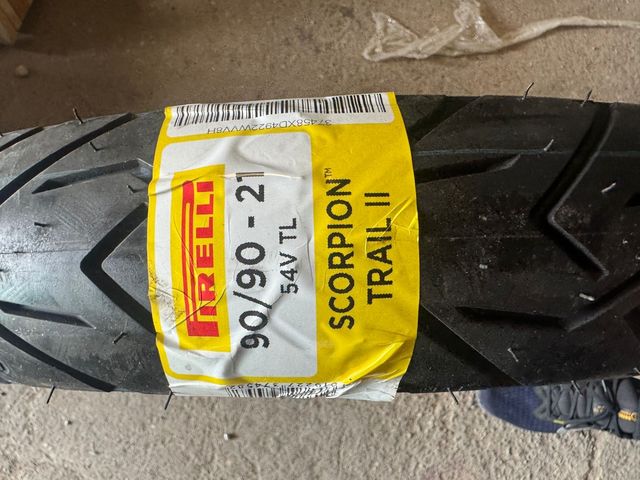 PIRELLI
90/90 - 21
54V TL
SCORPION™
TRAIL II